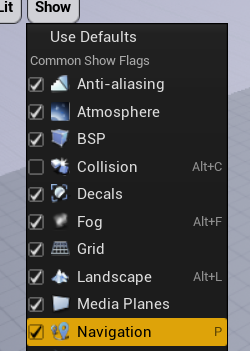 Lit Show
Use Defaults
Common Show Flags
Anti-aliasing
Atmosphere
BSP
Collision Alt+C
Decals
Fog Alt+F
Grid
Landscape Alt+L
Media Planes
Navigation P